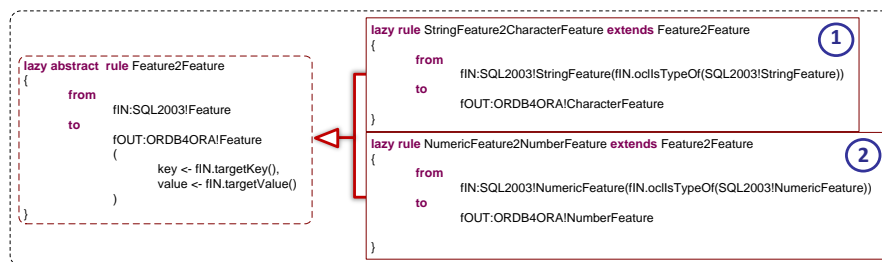 lazy abstract rule Feature2Feature
{
from
fIN:SQL2003!Feature
to
fOUT:ORDB4ORA!Feature
(
key <- fIN.targetKey(),
value <- fIN.targetValue()
)
}
lazy rule StringFeature2CharacterFeature extends Feature2Feature
{
from
fIN:SQL2003!StringFeature(fIN.oclIsTypeOf(SQL2003!StringFeature))
to
fOUT:ORDB4ORA!CharacterFeature
}
1
lazy rule NumericFeature2NumberFeature extends Feature2Feature
{
from
fIN:SQL2003!NumericFeature(fIN.oclIsTypeOf(SQL2003!NumericFeature))
to
fOUT:ORDB4ORA!NumberFeature
}
2